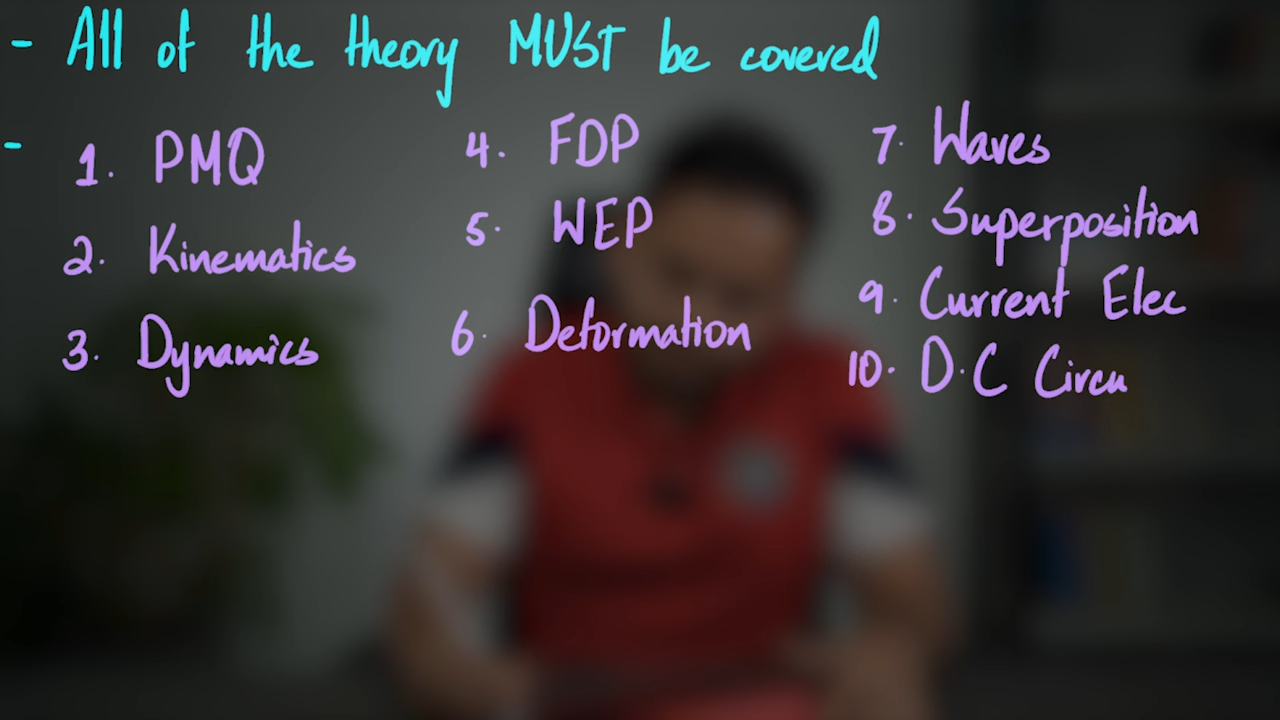 - All of the theory MUST be covered
- 1. PMQ
2. Kinematics
3. Dynamics
4. FDP
5. WEP
6. Deformation
7. Waves
8. Superposition
9. Current Elec
10. D.C Circu